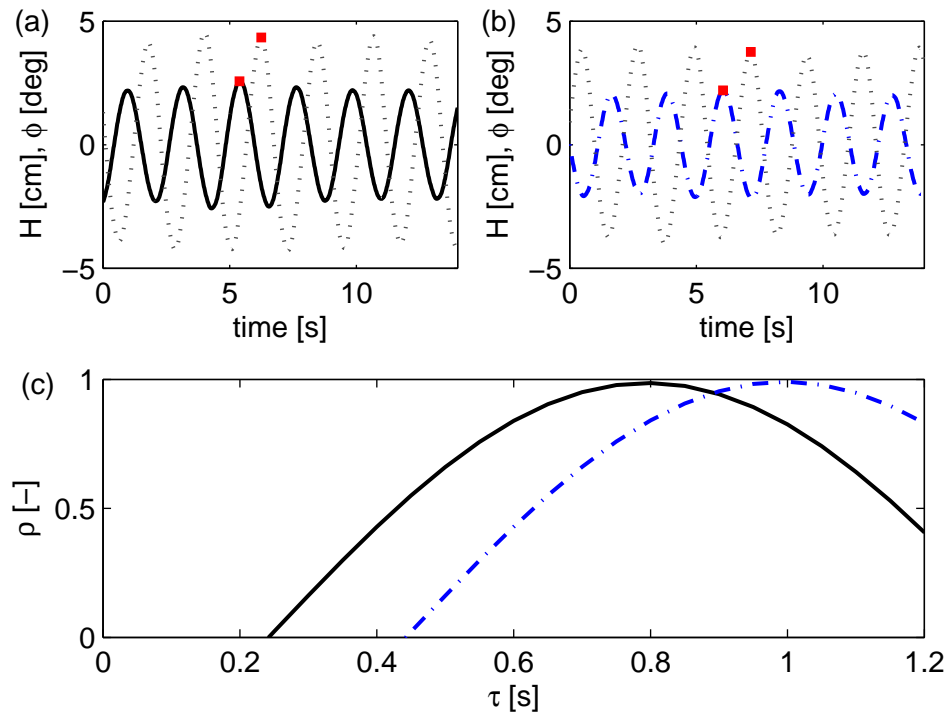 (a)
5
0
−5
0
5
10
H [cm], ϕ [deg]
time [s]
(b)
5
0
−5
0
5
10
H [cm], ϕ [deg]
time [s]
(c)
1
0.5
0
0
0.2
0.4
0.6
0.8
1
1.2
ρ [-]
τ [s]